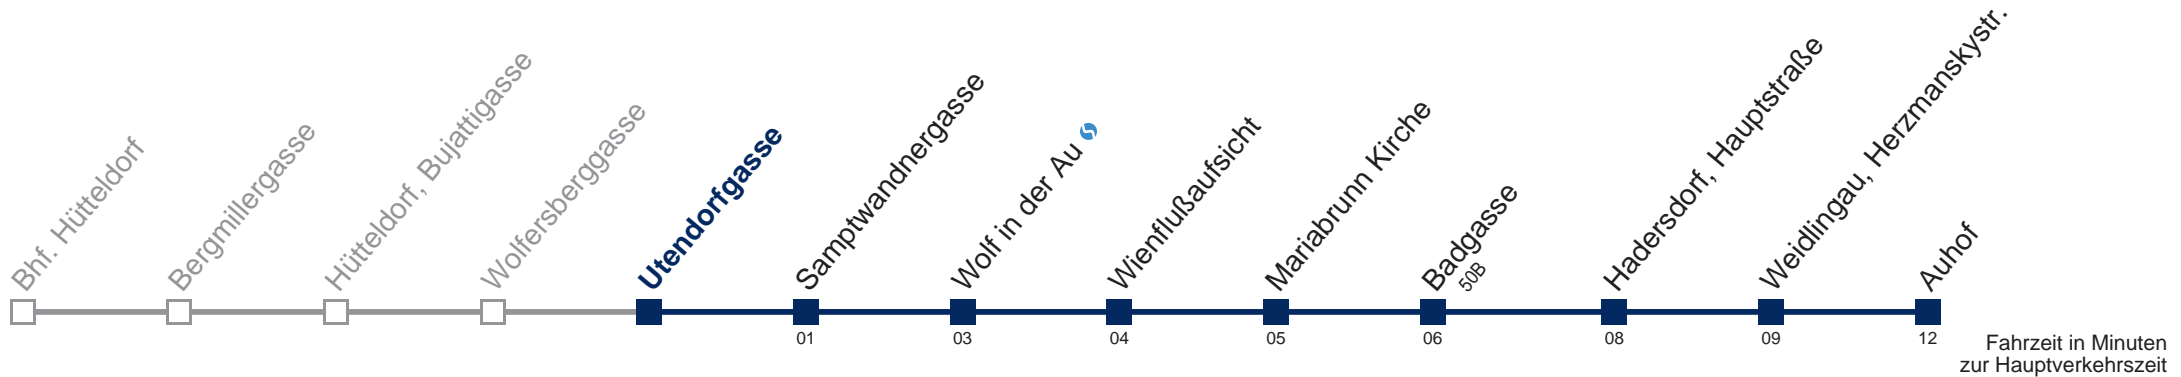 Bhf. Hütteldorf
Bergmillergasse
Hütteldorf, Bujattigasse
Wolfersberggasse
Utendorfgasse
Samptwandnergasse
Wolf in der Au
Wienflußaufsicht
Mariabrunn Kirche
Badgasse
50B
Hadersdorf, Hauptstraße
Weidlingau, Herzmanskystr.
Auhof
01
03
04
05
06
08
09
12
Fahrzeit in Minuten
zur Hauptverkehrszeit